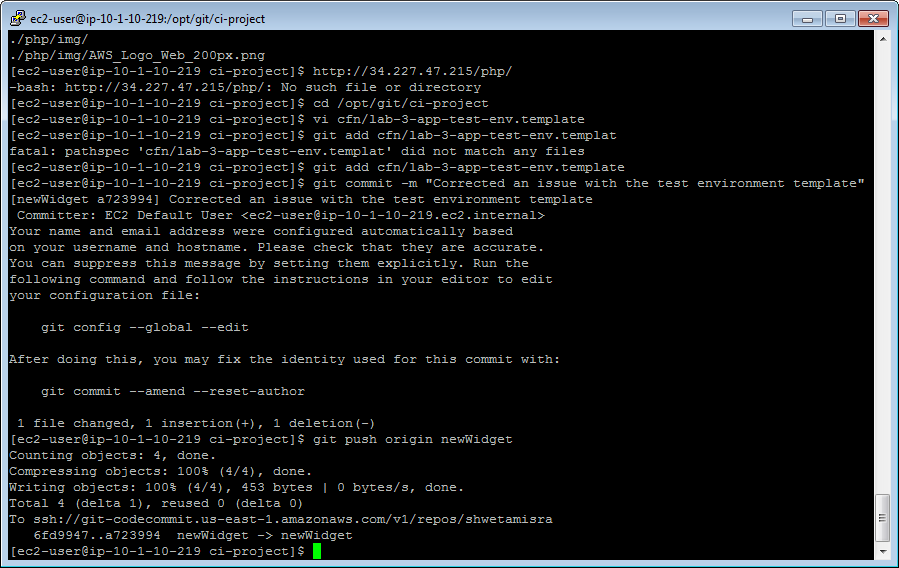 ec2-user@ip-10-1-10-219:/opt/git/ci-project
./php/img/
./php/img/AWS_Logo_Web_200px.png
[ec2-user@ip-10-1-10-219 ci-project]$ http://34.227.47.215/php/
-bash: http://34.227.47.215/php/: No such file or directory
[ec2-user@ip-10-1-10-219 ci-project]$ cd /opt/git/ci-project
[ec2-user@ip-10-1-10-219 ci-project]$ vi cfn/lab-3-app-test-env.template
[ec2-user@ip-10-1-10-219 ci-project]$ git add cfn/lab-3-app-test-env.templat
fatal: pathspec 'cfn/lab-3-app-test-env.templat' did not match any files
[ec2-user@ip-10-1-10-219 ci-project]$ git add cfn/lab-3-app-test-env.template
[ec2-user@ip-10-1-10-219 ci-project]$ git commit -m "Corrected an issue with the test environment template"
[newWidget a723994] Corrected an issue with the test environment template
 Committer: EC2 Default User <ec2-user@ip-10-1-10-219.ec2.internal>
Your name and email address were configured automatically based
on your username and hostname. Please check that they are accurate.
You can suppress this message by setting them explicitly. Run the
following command and follow the instructions in your editor to edit
your configuration file:
    git config --global --edit
After doing this, you may fix the identity used for this commit with:
    git commit --amend --reset-author
 1 file changed, 1 insertion(+), 1 deletion(-)
[ec2-user@ip-10-1-10-219 ci-project]$ git push origin newWidget
Counting objects: 4, done.
Compressing objects: 100% (4/4), done.
Writing objects: 100% (4/4), 453 bytes | 0 bytes/s, done.
Total 4 (delta 1), reused 0 (delta 0)
To ssh://git-codecommit.us-east-1.amazonaws.com/v1/repos/shwetamisra
   6fd9947..a723994  newWidget -> newWidget
[ec2-user@ip-10-1-10-219 ci-project]$